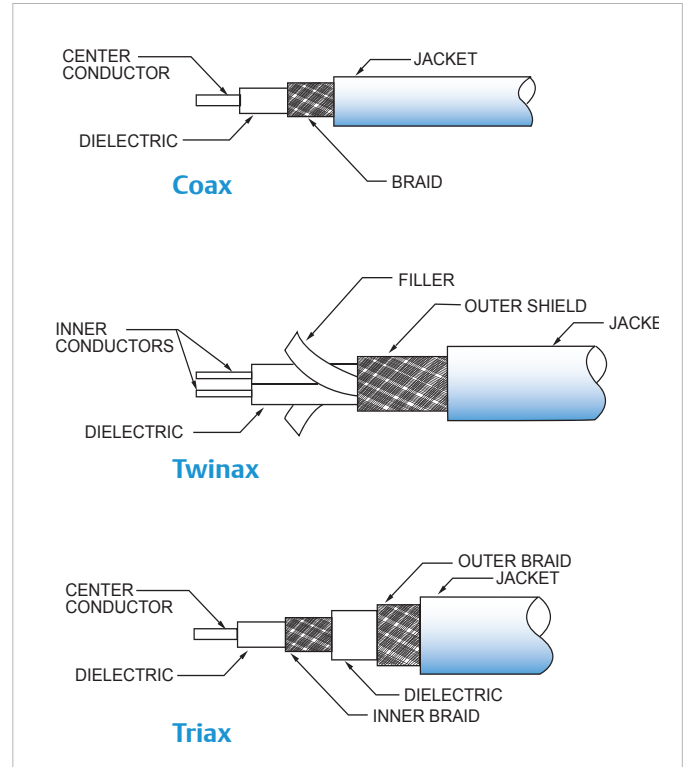 CENTER
CONDUCTOR
JACKET
DIELECTRIC
BRAID
Coax
FILLER
OUTER SHIELD
JACKE
INNER
CONDUCTORS
DIELECTRIC
Twinax
OUTER BRAID
JACKET
CENTER
CONDUCTOR
DIELECTRIC
DIELECTRIC
INNER BRAID
Triax